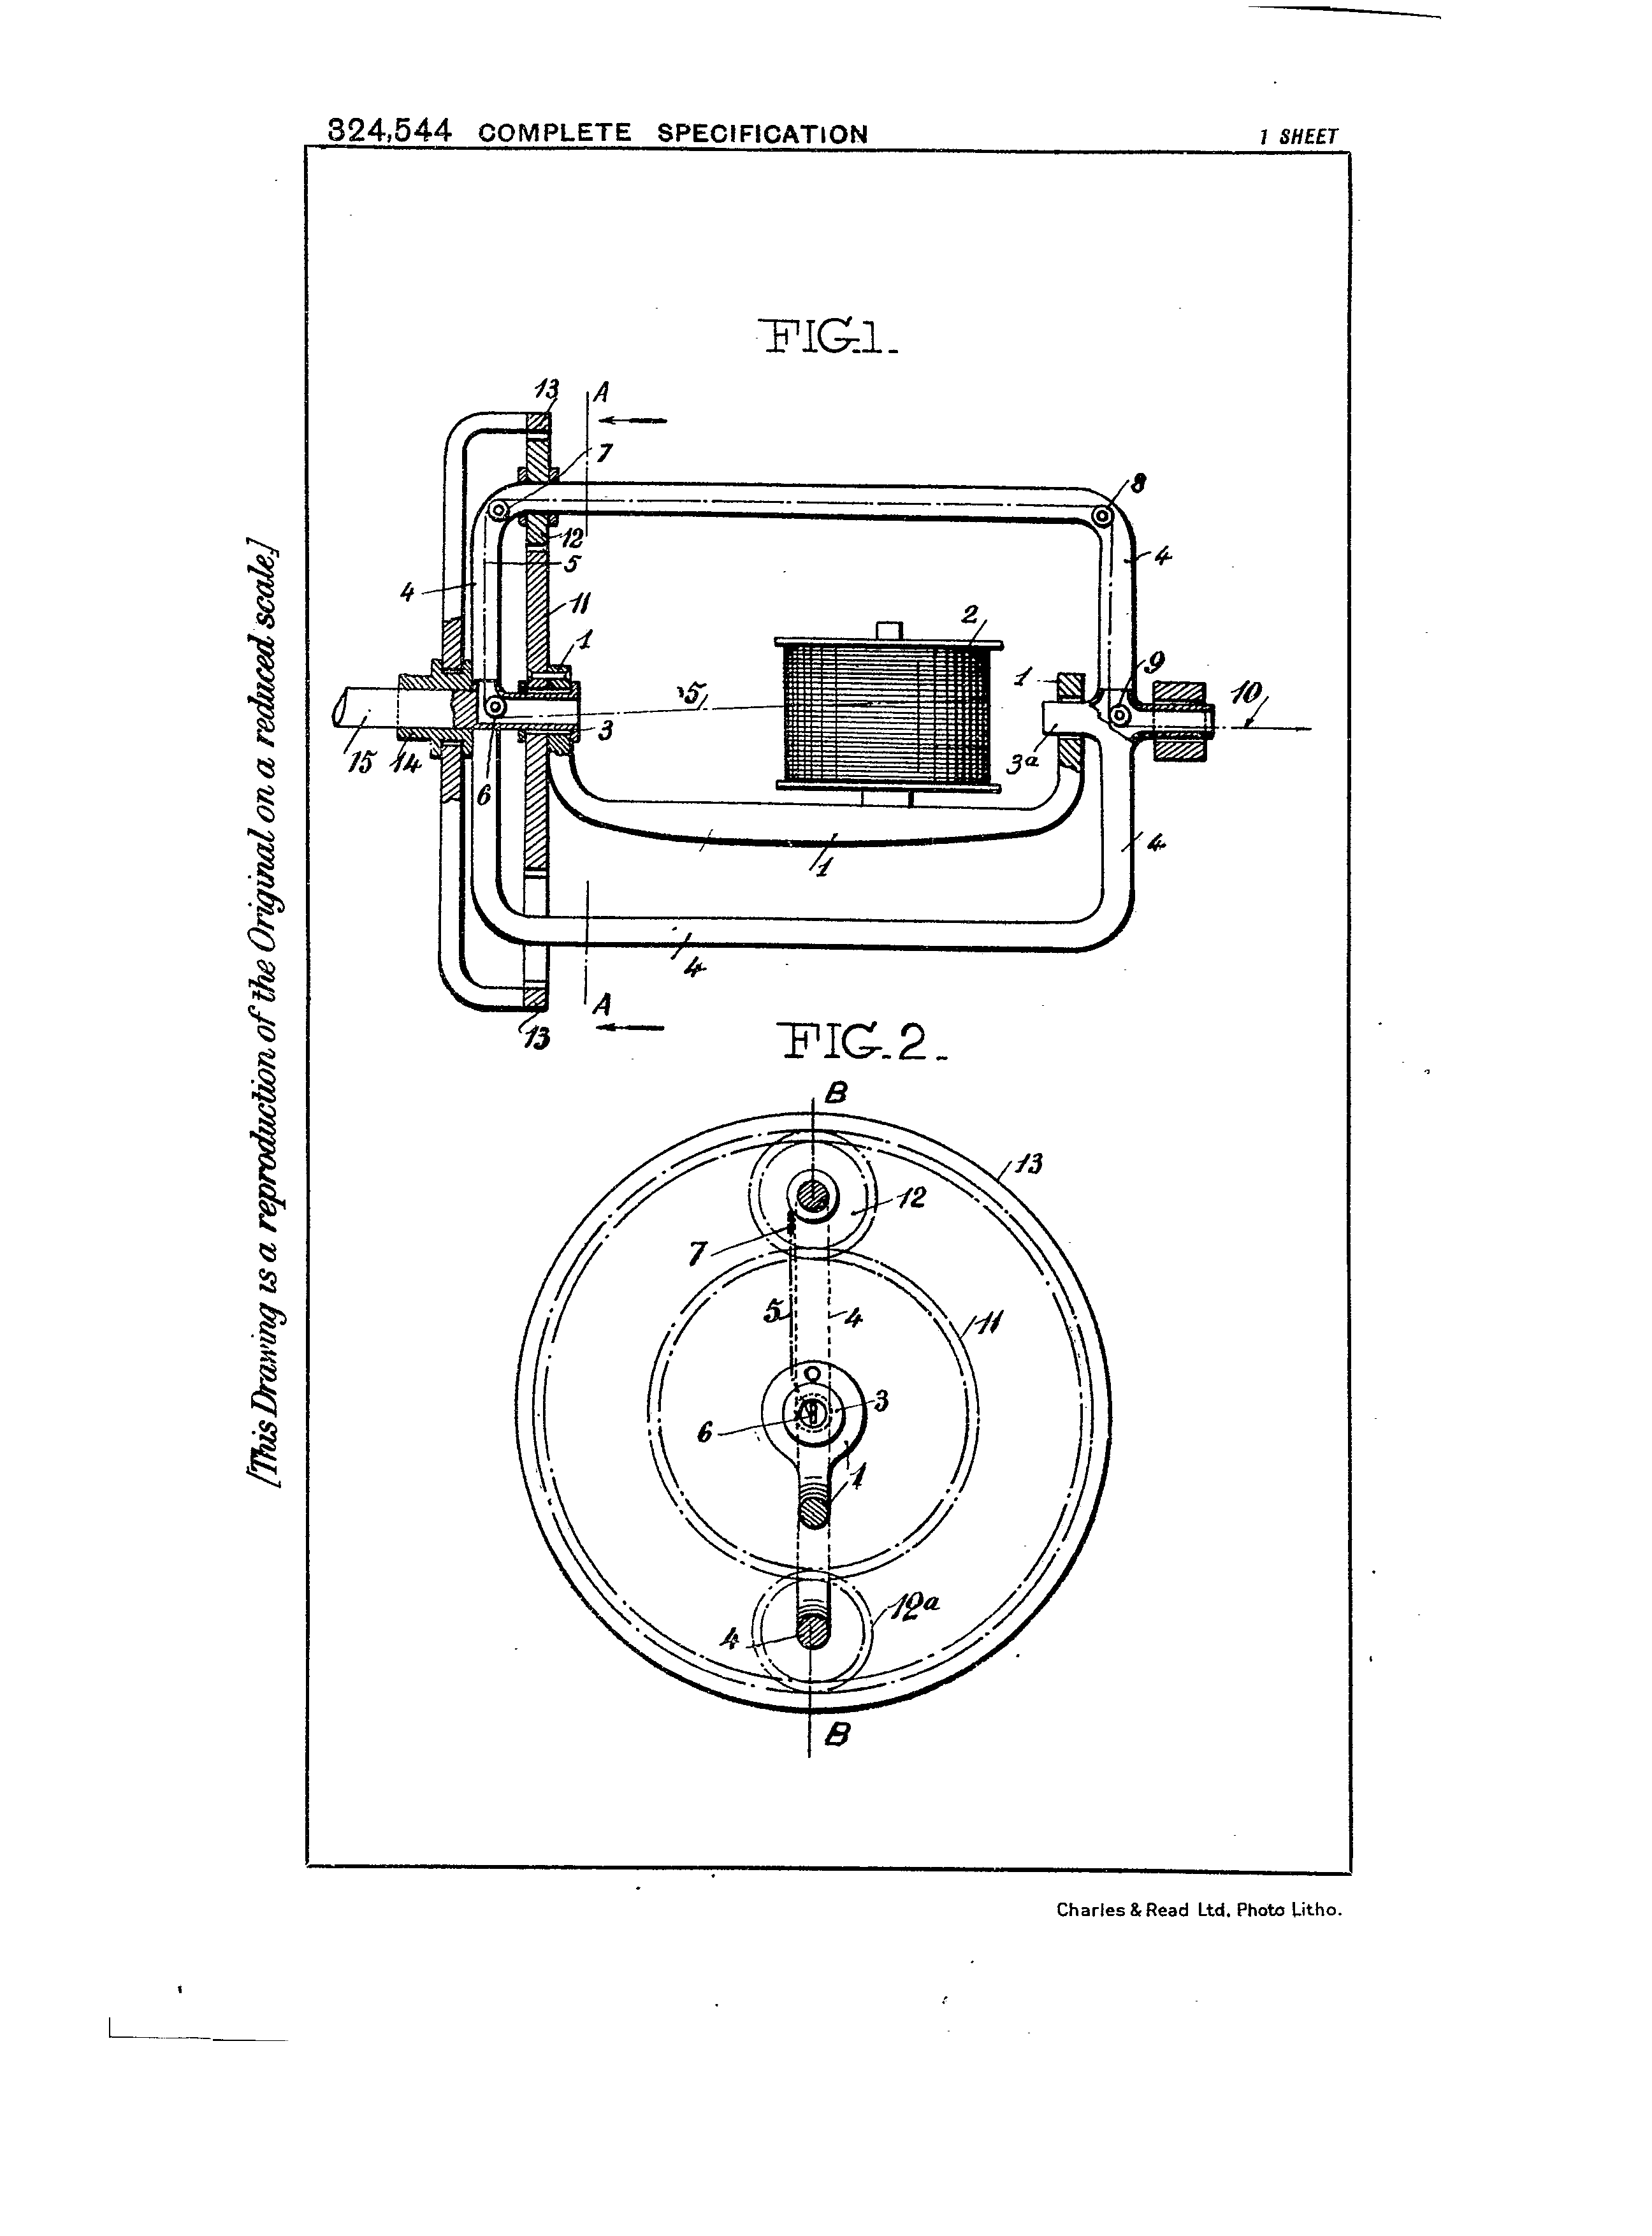 324,544 COMPLETE SPECIFICATION
1 SHEET
[This Drawing is a reproduction of the Original on a reduced scale.]
FIG.1.
13
A
7
8
12
5
4
4
11
1
2
5
1
9
10
3
3a
15
14
6
4
1
4
A
13
FIG.2.
B
13
12
7
5
4
11
3
6
1
12a
4
B
Charles & Read Ltd, Photo Litho.